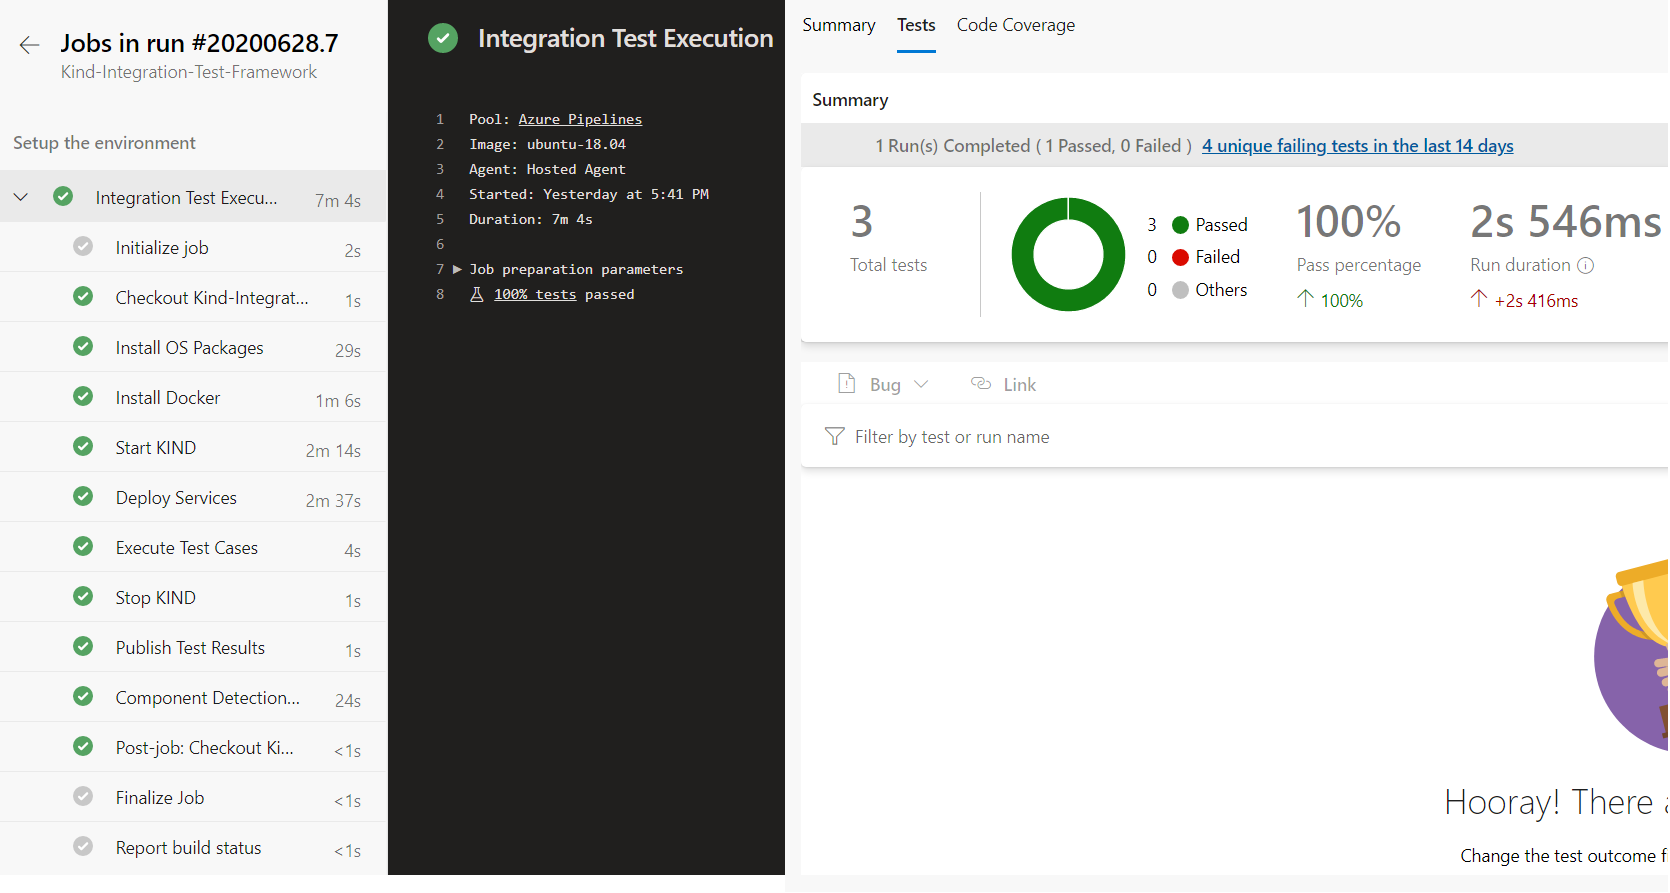 Jobs in run #20200628.7
Kind-Integration-Test-Framework
Setup the environment
Integration Test Execu... 7m 4s
Initialize job 2s
Checkout Kind-Integrat... 1s
Install OS Packages 29s
Install Docker 1m 6s
Start KIND 2m 14s
Deploy Services 2m 37s
Execute Test Cases 4s
Stop KIND 1s
Publish Test Results 1s
Component Detection... 24s
Post-job: Checkout Ki... <1s
Finalize Job <1s
Report build status <1s
Integration Test Execution
1 Pool: Azure Pipelines
2 Image: ubuntu-18.04
3 Agent: Hosted Agent
4 Started: Yesterday at 5:41 PM
5 Duration: 7m 4s
6
7 Job preparation parameters
8 100% tests passed
Summary Tests Code Coverage
Summary
1 Run(s) Completed ( 1 Passed, 0 Failed ) 4 unique failing tests in the last 14 days
3
Total tests
3 Passed
0 Failed
0 Others
100%
Pass percentage
100%
2s 546ms
Run duration
+2s 416ms
Bug Link
Filter by test or run name
Hooray! There
Change the test outcome